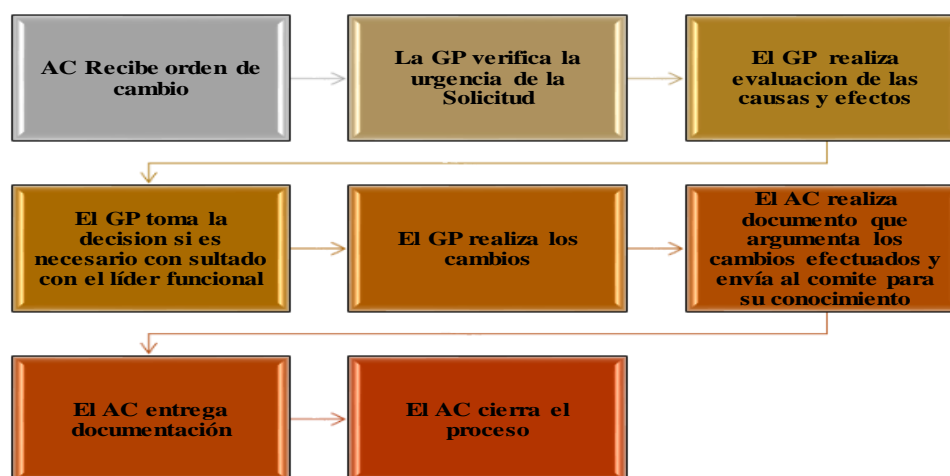 AC Recibe orden de
cambio
La GP verifica la
urgencia de la
Solicitud
El GP realiza
evaluacion de las
causas y efectos
El GP toma la
decision si es
necesario con sultado
con el líder funcional
El GP realiza los
cambios
El AC realiza
documento que
argumenta los
cambios efectuados y
envía al comite para
su conocimiento
El AC entrega
documentación
El AC cierra el
proceso